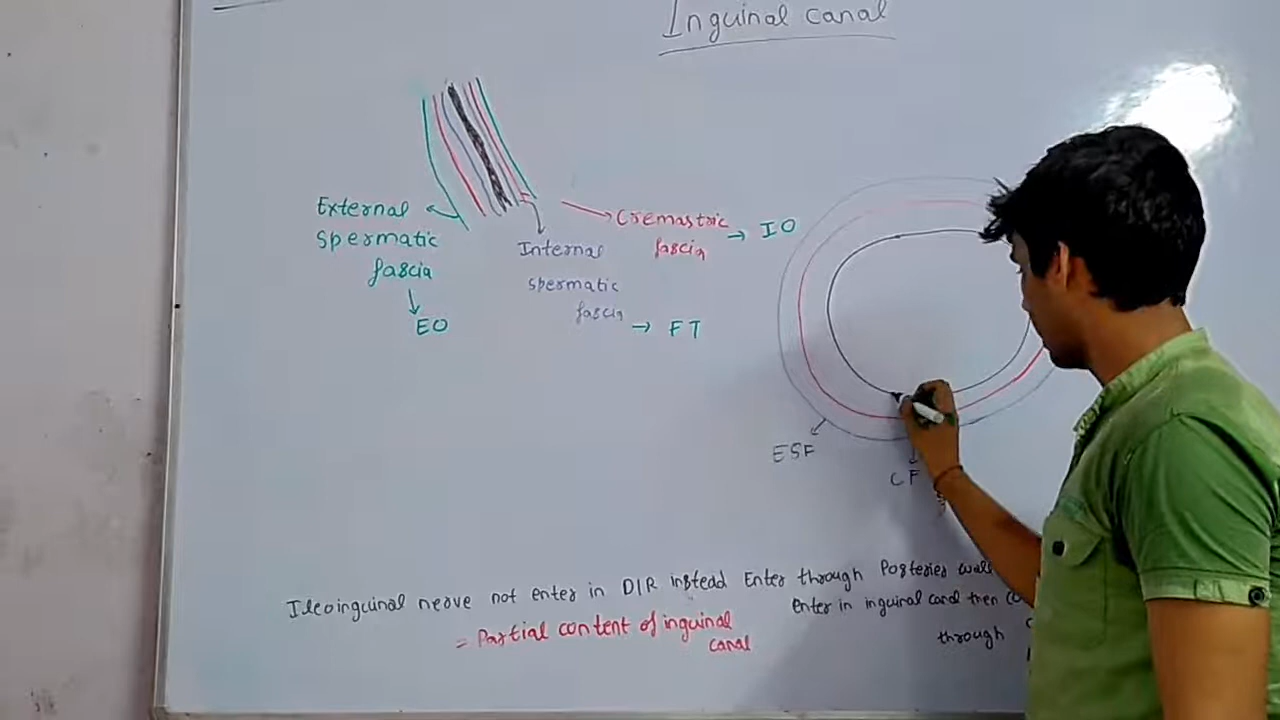 Inguinal canal
External
spermatic
fascia
EO
Internal
spermatic
fascia → FT
Cremastric
fascia → IO
ESF
CF
Ileoinguinal nerve not enter in DIR instead Enter through Posterior wall
enter in inguinal canal then
through
= Partial content of inguinal
canal